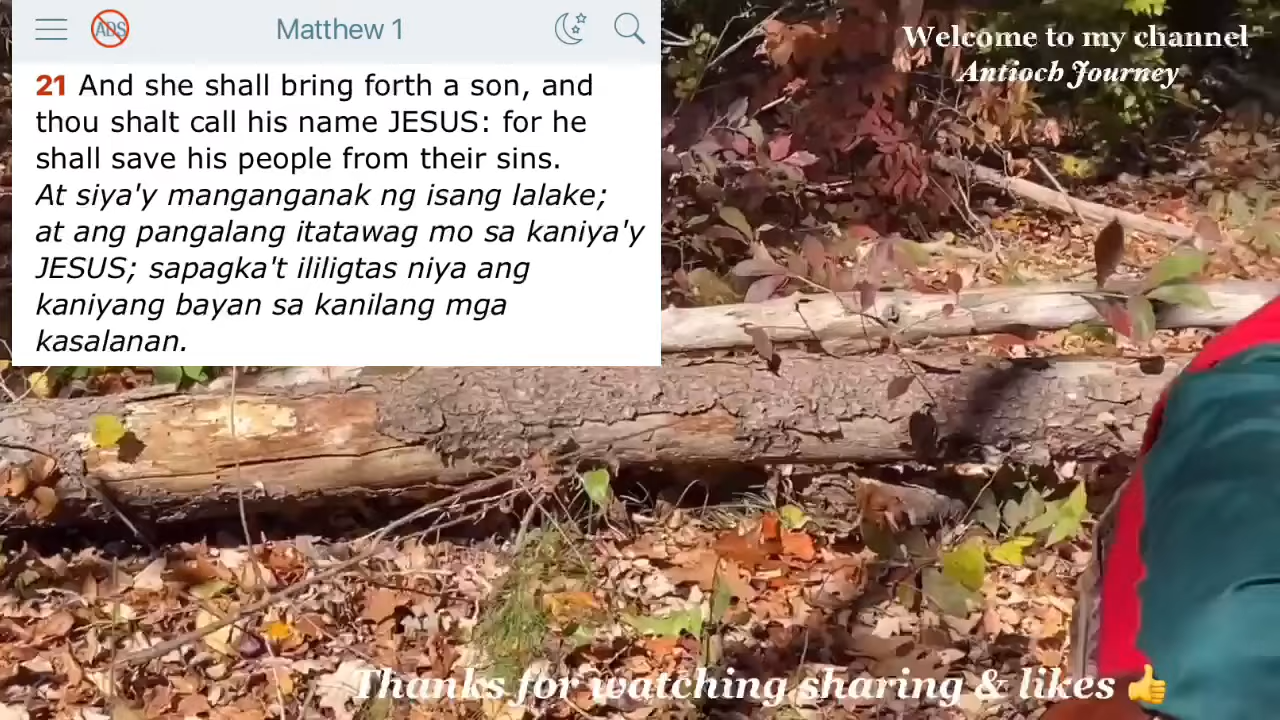 ADS
Matthew 1
21 And she shall bring forth a son, and
thou shalt call his name JESUS: for he
shall save his people from their sins.
At siya'y manganganak ng isang lalake;
at ang pangalang itatawag mo sa kaniya'y
JESUS; sapagka't ililigtas niya ang
kaniyang bayan sa kanilang mga
kasalanan.
Welcome to my channel
Antioch Journey
Thanks for watching sharing & likes 👍